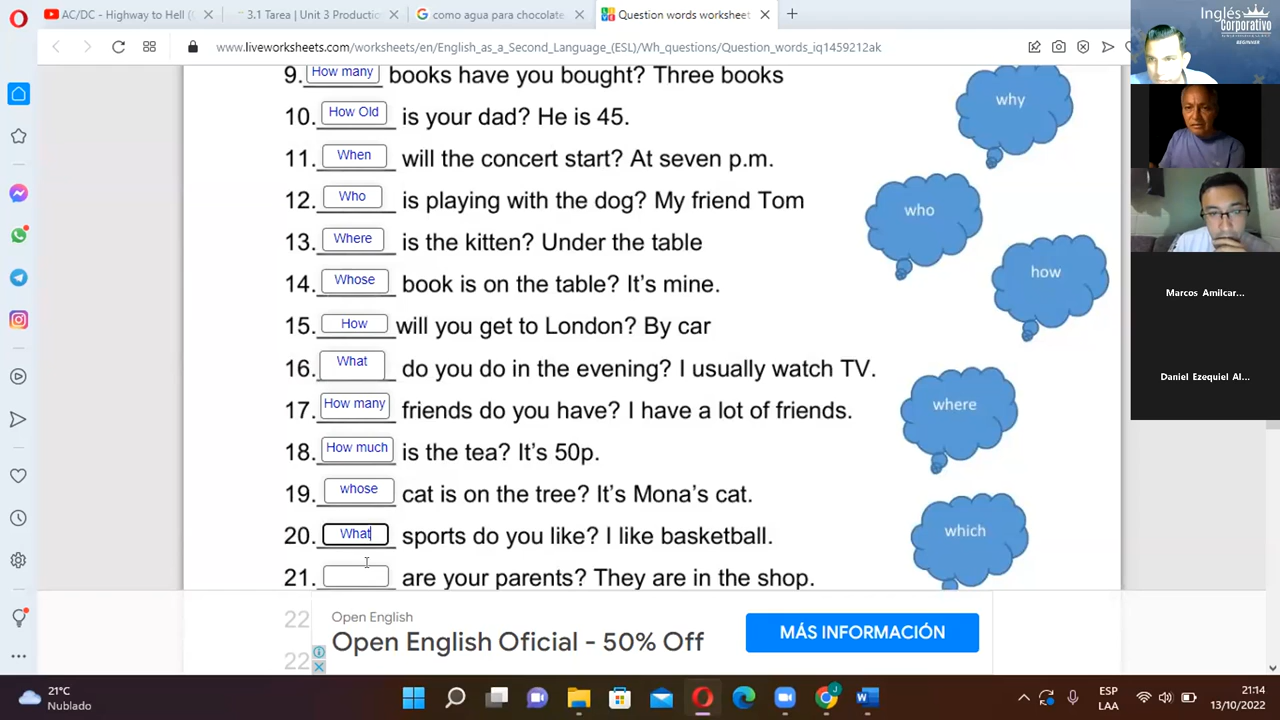 AC/DC - Highway to Hell (
3.1 Tarea | Unit 3 Producti
como agua para chocolate
Question words workshee
www.liveworksheets.com/worksheets/en/English_as_a_Second_Language_(ESL)/Wh_questions/Question_words_iq1459212ak
Inglés
Corporativo
BEGINNER
9. How many books have you bought? Three books
10. How Old is your dad? He is 45.
11. When will the concert start? At seven p.m.
12. Who is playing with the dog? My friend Tom
13. Where is the kitten? Under the table
14. Whose book is on the table? It's mine.
15. How will you get to London? By car
16. What do you do in the evening? I usually watch TV.
17. How many friends do you have? I have a lot of friends.
18. How much is the tea? It's 50p.
19. whose cat is on the tree? It's Mona's cat.
20. What sports do you like? I like basketball.
21. are your parents? They are in the shop.
22
22
why
who
how
where
which
Marcos Amilcar...
Daniel Ezequiel Al...
Open English
Open English Oficial - 50% Off
MÁS INFORMACIÓN
21°C
Nublado
ESP
LAA
21:14
13/10/2022